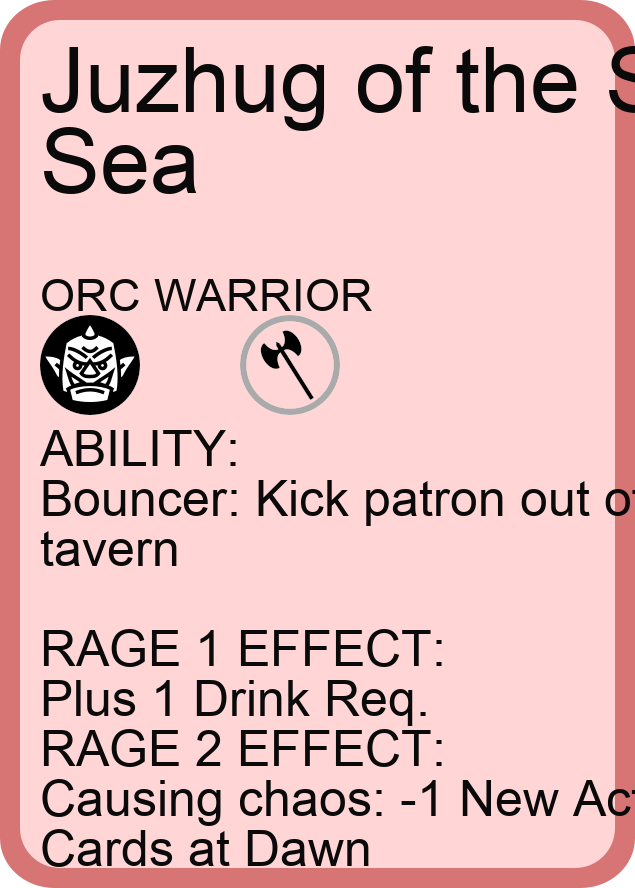 Juzhug of the
Sea
ORC WARRIOR
ABILITY:
Bouncer: Kick patron out
tavern
RAGE 1 EFFECT:
Plus 1 Drink Req.
RAGE 2 EFFECT:
Causing chaos: -1 New
Cards at Dawn